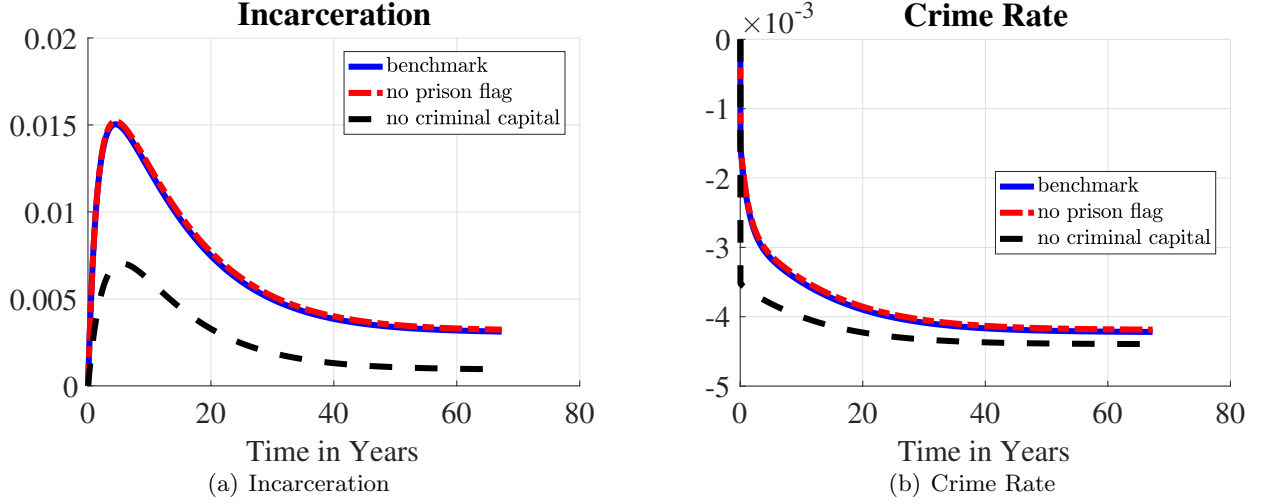 Incarceration
0.02
0.015
0.01
0.005
0
0 20 40 60 80
Time in Years
benchmark
no prison flag
no criminal capital
(a) Incarceration
Crime Rate
×10⁻³
0
-1
-2
-3
-4
-5
0 20 40 60 80
Time in Years
benchmark
no prison flag
no criminal capital
(b) Crime Rate